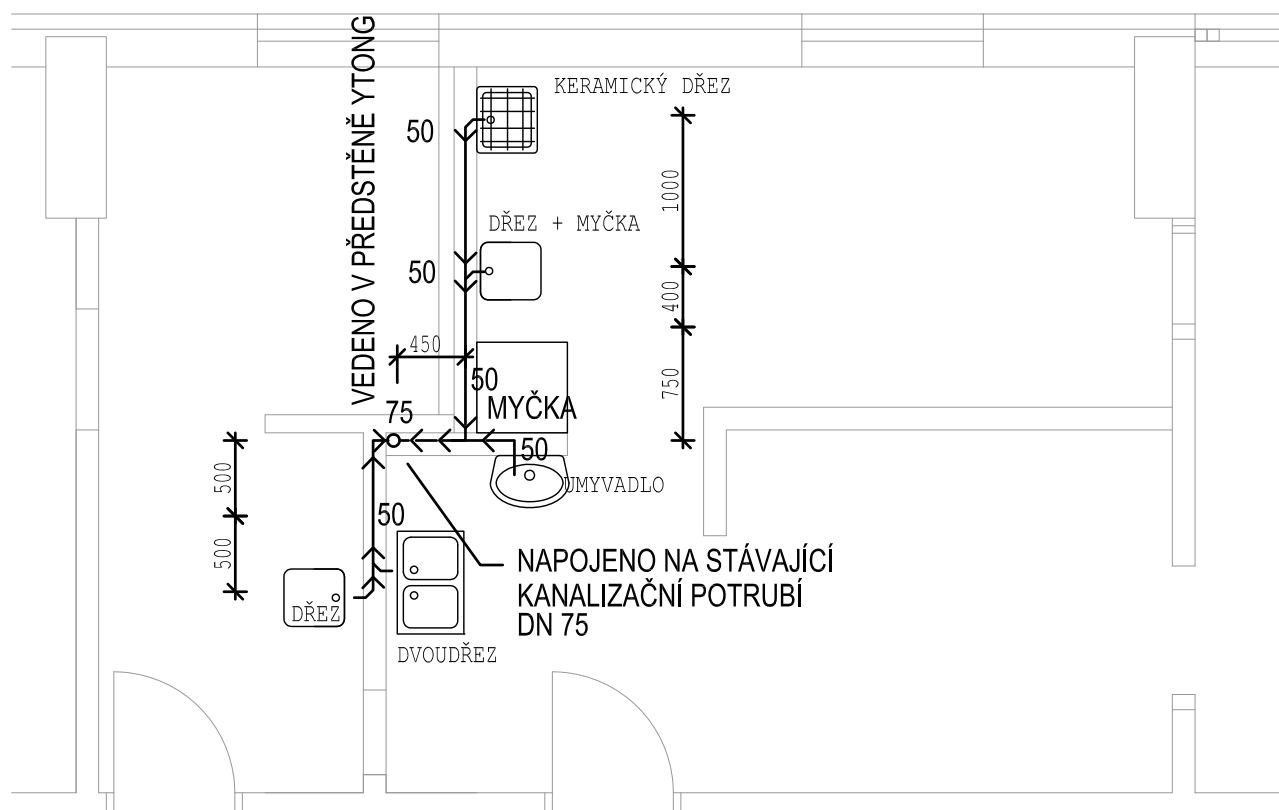 VEDENO V PŘEDSTĚNĚ YTONG
KERAMICKÝ DŘEZ
50
1000
DŘEZ + MYČKA
50
400
450
750
50
MYČKA
75
50
UMYVADLO
500
50
500
NAPOJENO NA STÁVAJÍCÍ
KANALIZAČNÍ POTRUBÍ
DN 75
DŘEZ
DVOUDŘEZ